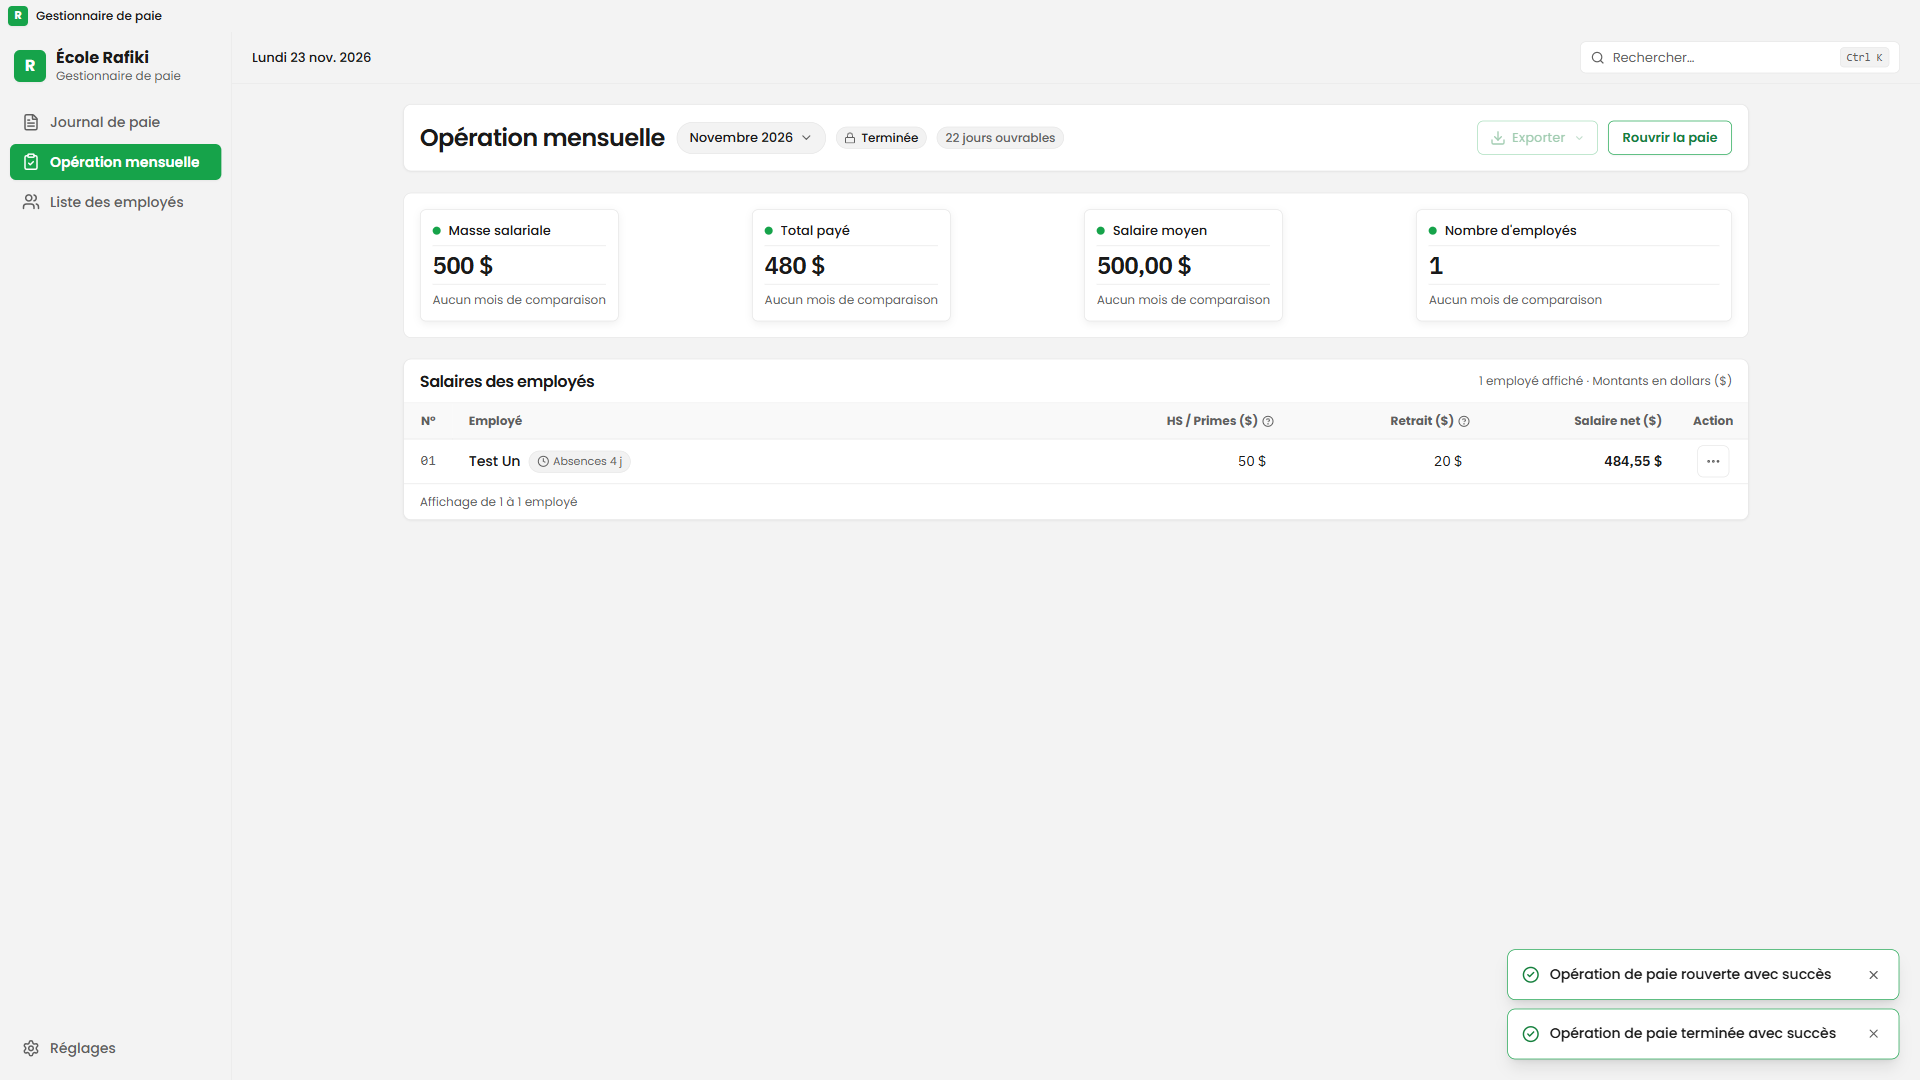 R Gestionnaire de paie
R École Rafiki
Gestionnaire de paie
Journal de paie
Opération mensuelle
Liste des employés
Réglages
Lundi 23 nov. 2026
Rechercher... Ctrl K
Opération mensuelle Novembre 2026 Terminée 22 jours ouvrables Exporter Rouvrir la paie
Masse salariale
500 $
Aucun mois de comparaison
Total payé
480 $
Aucun mois de comparaison
Salaire moyen
500,00 $
Aucun mois de comparaison
Nombre d'employés
1
Aucun mois de comparaison
Salaires des employés 1 employé affiché · Montants en dollars ($)
N° Employé HS / Primes ($) Retrait ($) Salaire net ($) Action
01 Test Un Absences 4 j 50 $ 20 $ 484,55 $
Affichage de 1 à 1 employé
Opération de paie rouverte avec succès
Opération de paie terminée avec succès